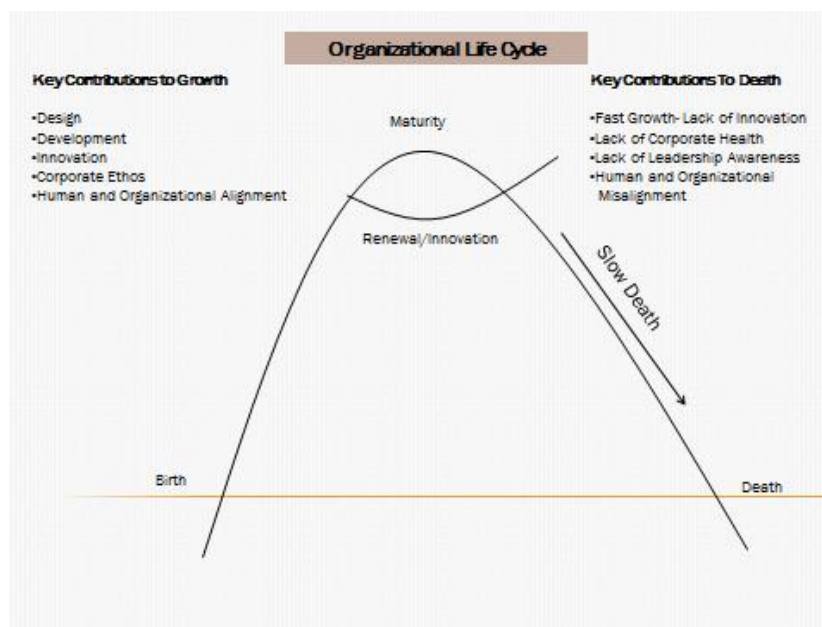 Organizational Life Cycle
Key Contributions to Growth
•Design
•Development
•Innovation
•Corporate Ethos
•Human and Organizational Alignment
Key Contributions To Death
•Fast Growth- Lack of Innovation
•Lack of Corporate Health
•Lack of Leadership Awareness
•Human and Organizational
Misalignment
Maturity
Renewal/Innovation
Slow Death
Birth
Death